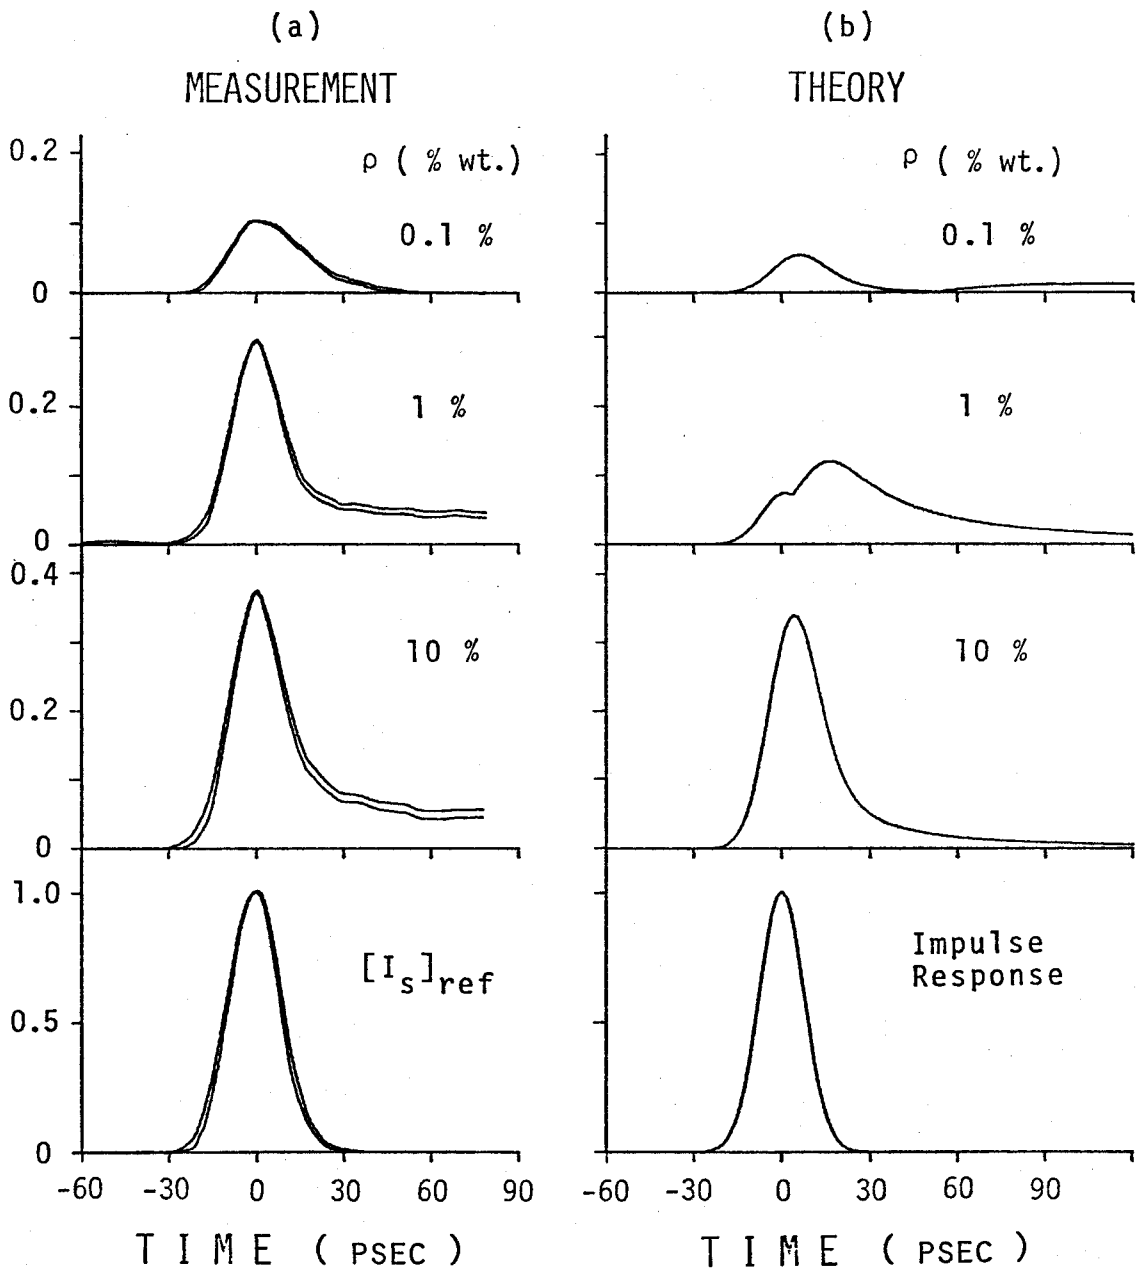 (a)
MEASUREMENT
0.2
ρ ( % wt.)
0.1 %
0
0.2
1 %
0
0.4
10 %
0.2
0
1.0
[Is]ref
0.5
0
-60 -30 0 30 60 90
TIME ( PSEC )
(b)
THEORY
ρ ( % wt.)
0.1 %
1 %
10 %
Impulse
Response
-60 -30 0 30 60 90
TIME ( PSEC )